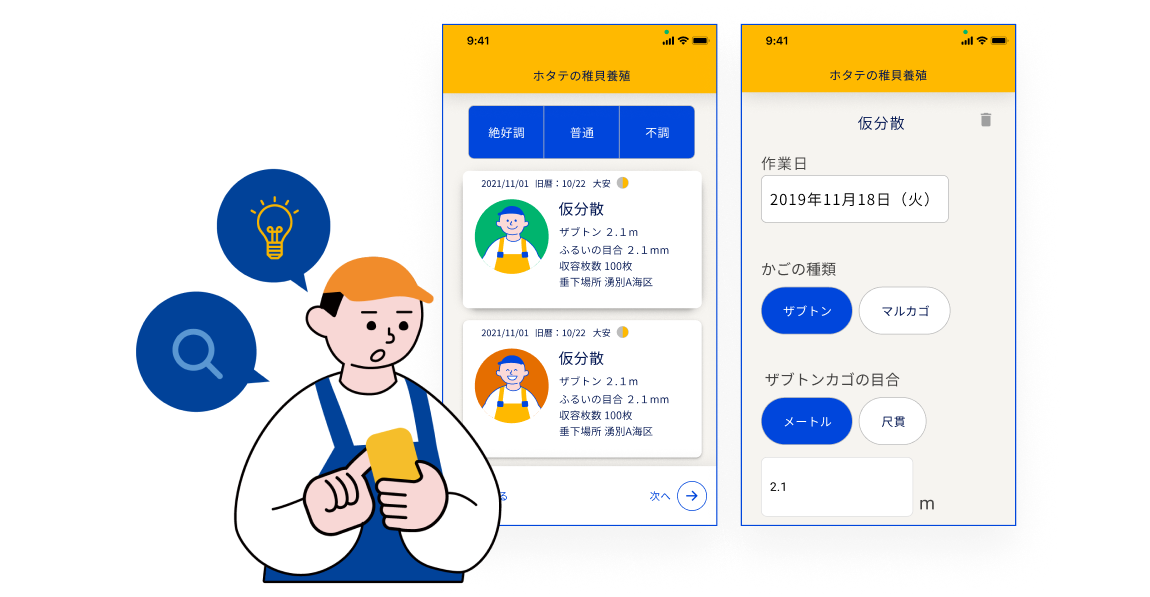 9:41
ホタテの稚貝養殖
絶好調 普通 不調
2021/11/01 旧暦：10/22 大安
仮分散
ザブトン 2.1m
ふるいの目合 2.1mm
収容枚数 100枚
垂下場所 湧別A海区
2021/11/01 旧暦：10/22 大安
仮分散
ザブトン 2.1m
ふるいの目合 2.1mm
収容枚数 100枚
垂下場所 湧別A海区
る 次へ
9:41
ホタテの稚貝養殖
仮分散
作業日
2019年11月18日（火）
かごの種類
ザブトン マルカゴ
ザブトンカゴの目合
メートル 尺貫
2.1 m